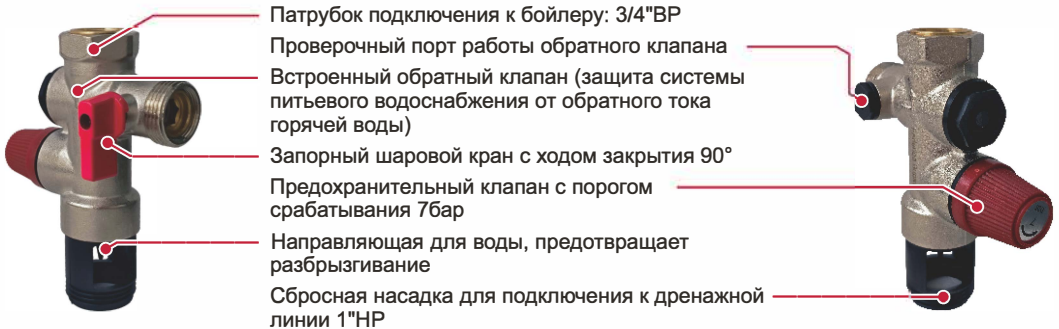 Патрубок подключения к бойлеру: 3/4"ВР
Проверочный порт работы обратного клапана
Встроенный обратный клапан (защита системы
питьевого водоснабжения от обратного тока
горячей воды)
Запорный шаровой кран с ходом закрытия 90°
Предохранительный клапан с порогом
срабатывания 7бар
Направляющая для воды, предотвращает
разбрызгивание
Сбросная насадка для подключения к дренажной
линии 1"НР